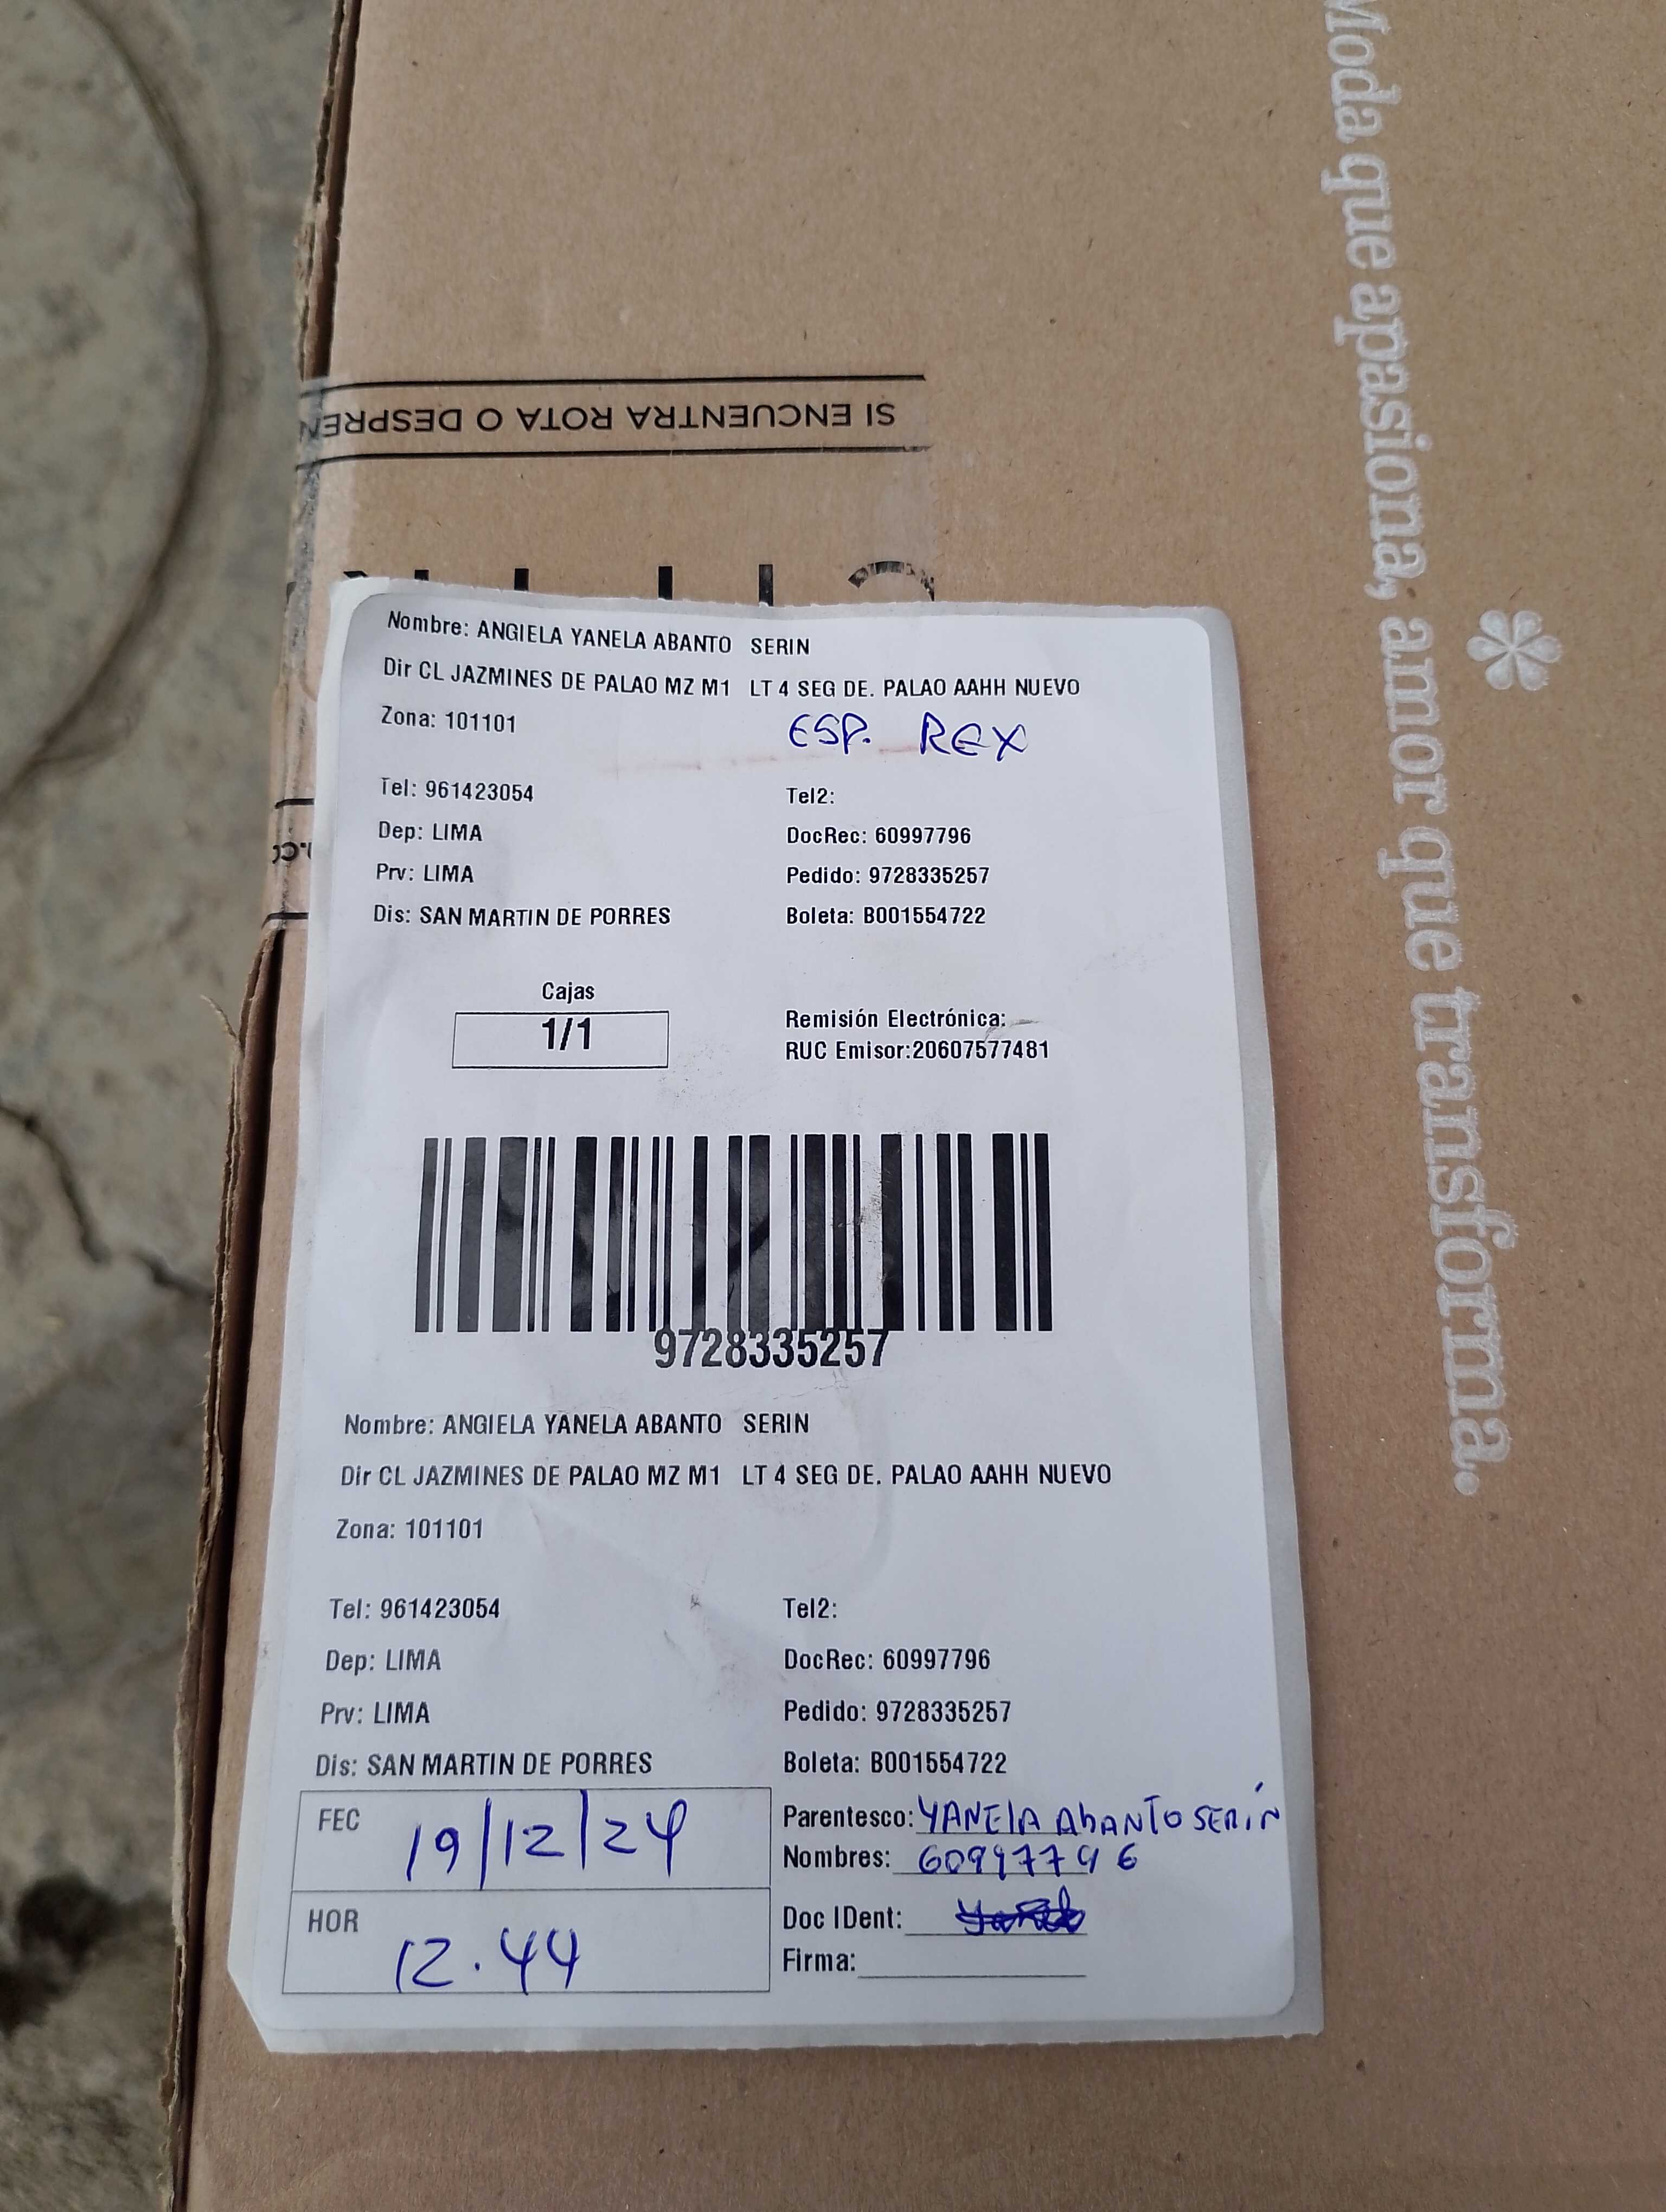 Moda que apasiona, amor que transforma.
SI ENCUENTRA ROTA O
Nombre: ANGIELA YANELA ABANTO SERIN
Dir CL JAZMINES DE PALAO MZ M1 LT 4 SEG DE. PALAO AAHH NUEVO
Zona: 101101 ESP. REX
Tel: 961423054 Tel2:
Dep: LIMA DocRec: 60997796
Prv: LIMA Pedido: 9728335257
Dis: SAN MARTIN DE PORRES Boleta: B001554722
Cajas
1/1
Remisión Electrónica:
RUC Emisor:20607577481
9728335257
Nombre: ANGIELA YANELA ABANTO SERIN
Dir CL JAZMINES DE PALAO MZ M1 LT 4 SEG DE. PALAO AAHH NUEVO
Zona: 101101
Tel: 961423054 Tel2:
Dep: LIMA DocRec: 60997796
Prv: LIMA Pedido: 9728335257
Dis: SAN MARTIN DE PORRES Boleta: B001554722
FEC 19/12/24
HOR 12.44
Parentesco: YANELA AbANTO SERIN
Nombres: 60997796
Doc IDent:
Firma: